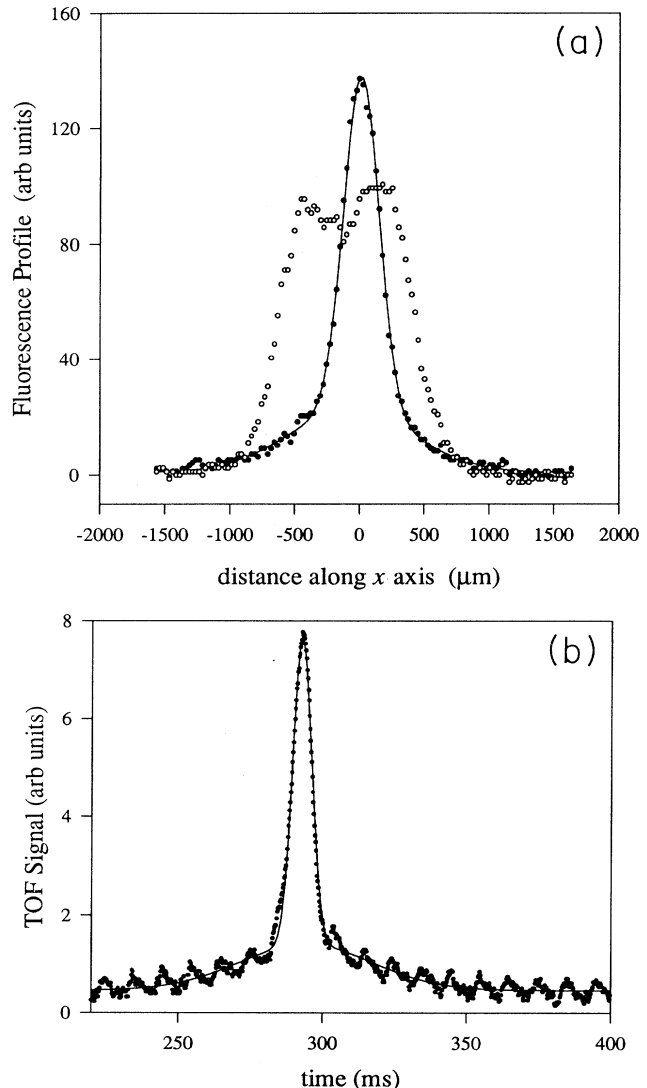 (a)
160
120
80
40
0
Fluorescence Profile (arb units)
-2000 -1500 -1000 -500 0 500 1000 1500 2000
distance along x axis (μm)
(b)
8
6
4
2
0
TOF Signal (arb units)
250 300 350 400
time (ms)